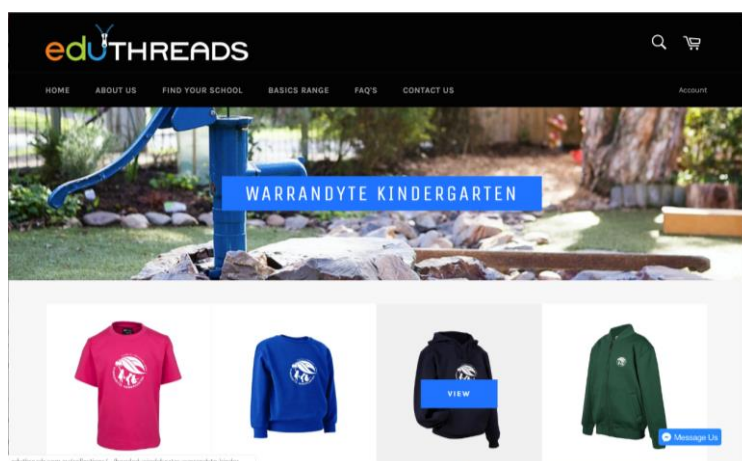 eduTHREADS
HOME ABOUT US FIND YOUR SCHOOL BASICS RANGE FAQ'S CONTACT US Account
WARRANDYTE KINDERGARTEN
VIEW
Message Us